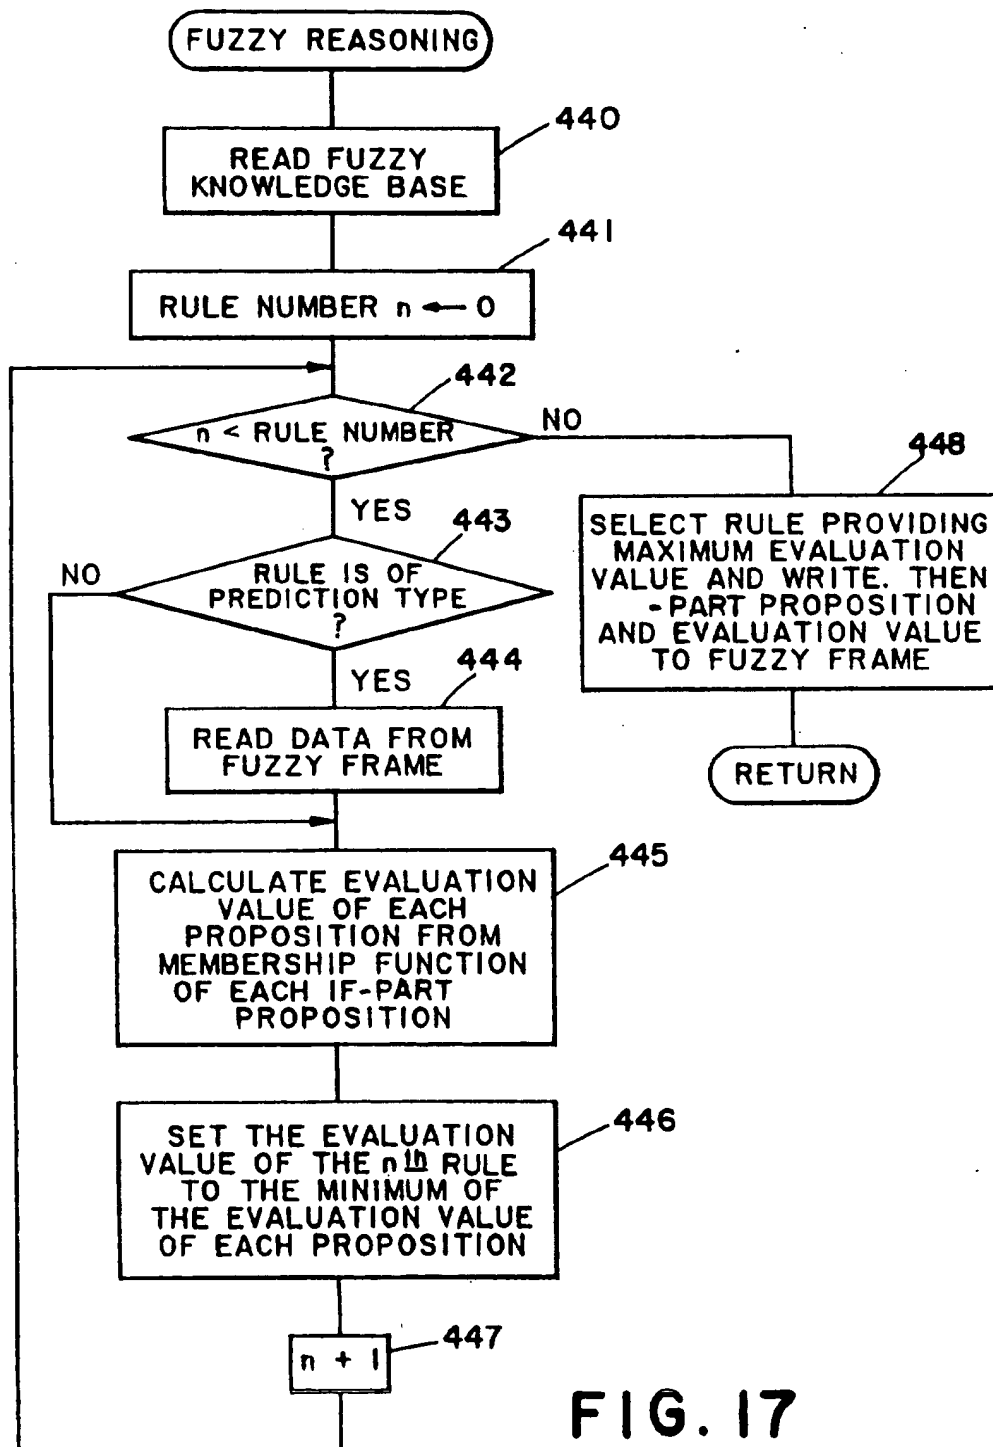 FUZZY REASONING
440
READ FUZZY
KNOWLEDGE BASE
441
RULE NUMBER n ← 0
442
n < RULE NUMBER
?
NO
YES
443
NO
RULE IS OF
PREDICTION TYPE
?
YES
444
READ DATA FROM
FUZZY FRAME
448
SELECT RULE PROVIDING
MAXIMUM EVALUATION
VALUE AND WRITE. THEN
-PART PROPOSITION
AND EVALUATION VALUE
TO FUZZY FRAME
RETURN
445
CALCULATE EVALUATION
VALUE OF EACH
PROPOSITION FROM
MEMBERSHIP FUNCTION
OF EACH IF-PART
PROPOSITION
446
SET THE EVALUATION
VALUE OF THE nth RULE
TO THE MINIMUM OF
THE EVALUATION VALUE
OF EACH PROPOSITION
447
n + 1
FIG. 17